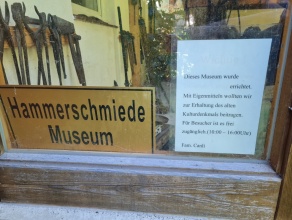 Hammerschmiede
Museum
Dieses Museum wurde
errichtet.
Mit Eigenmitteln wollten wir
zur Erhaltung des alten
Kulturdenkmals beitragen.
Für Besucher ist es frei
zugänglich (10:00 - 16:00Uhr)
Fam.